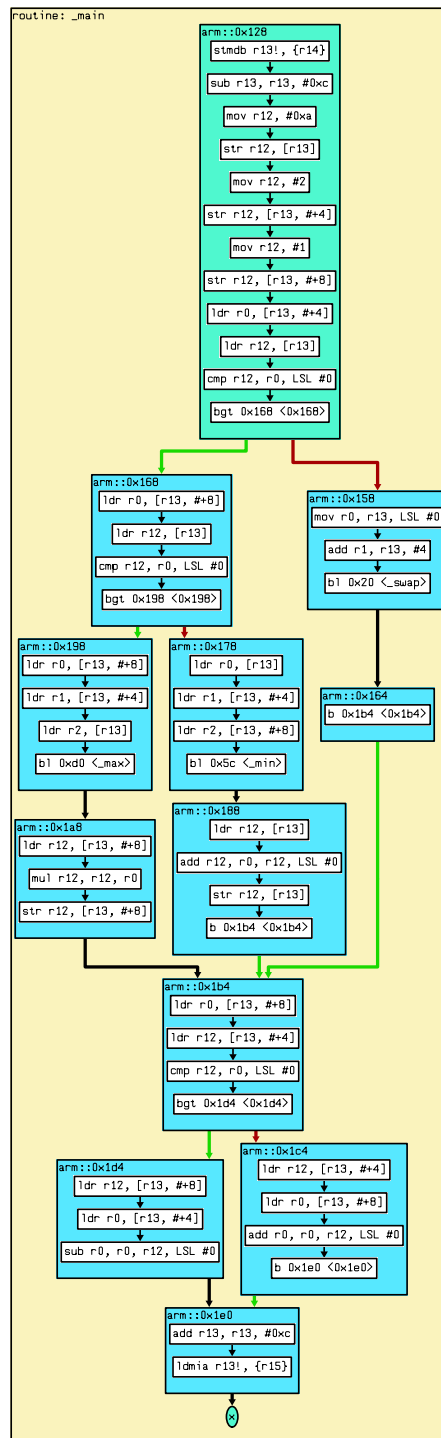 routine: _main
arm::0x128
stmdb r13!, {r14}
sub r13, r13, #0xc
mov r12, #0xa
str r12, [r13]
mov r12, #2
str r12, [r13, #+4]
mov r12, #1
str r12, [r13, #+8]
ldr r0, [r13, #+4]
ldr r12, [r13]
cmp r12, r0, LSL #0
bgt 0x168 <0x168>
arm::0x168
ldr r0, [r13, #+8]
ldr r12, [r13]
cmp r12, r0, LSL #0
bgt 0x198 <0x198>
arm::0x158
mov r0, r13, LSL #0
add r1, r13, #4
bl 0x20 <_swap>
arm::0x198
ldr r0, [r13, #+8]
ldr r1, [r13, #+4]
ldr r2, [r13]
bl 0xd0 <_max>
arm::0x178
ldr r0, [r13]
ldr r1, [r13, #+4]
ldr r2, [r13, #+8]
bl 0x5c <_min>
arm::0x164
b 0x1b4 <0x1b4>
arm::0x1a8
ldr r12, [r13, #+8]
mul r12, r12, r0
str r12, [r13, #+8]
arm::0x188
ldr r12, [r13]
add r12, r0, r12, LSL #0
str r12, [r13]
b 0x1b4 <0x1b4>
arm::0x1b4
ldr r0, [r13, #+8]
ldr r12, [r13, #+4]
cmp r12, r0, LSL #0
bgt 0x1d4 <0x1d4>
arm::0x1d4
ldr r12, [r13, #+8]
ldr r0, [r13, #+4]
sub r0, r0, r12, LSL #0
arm::0x1c4
ldr r12, [r13, #+4]
ldr r0, [r13, #+8]
add r0, r0, r12, LSL #0
b 0x1e0 <0x1e0>
arm::0x1e0
add r13, r13, #0xc
ldmia r13!, {r15}
x